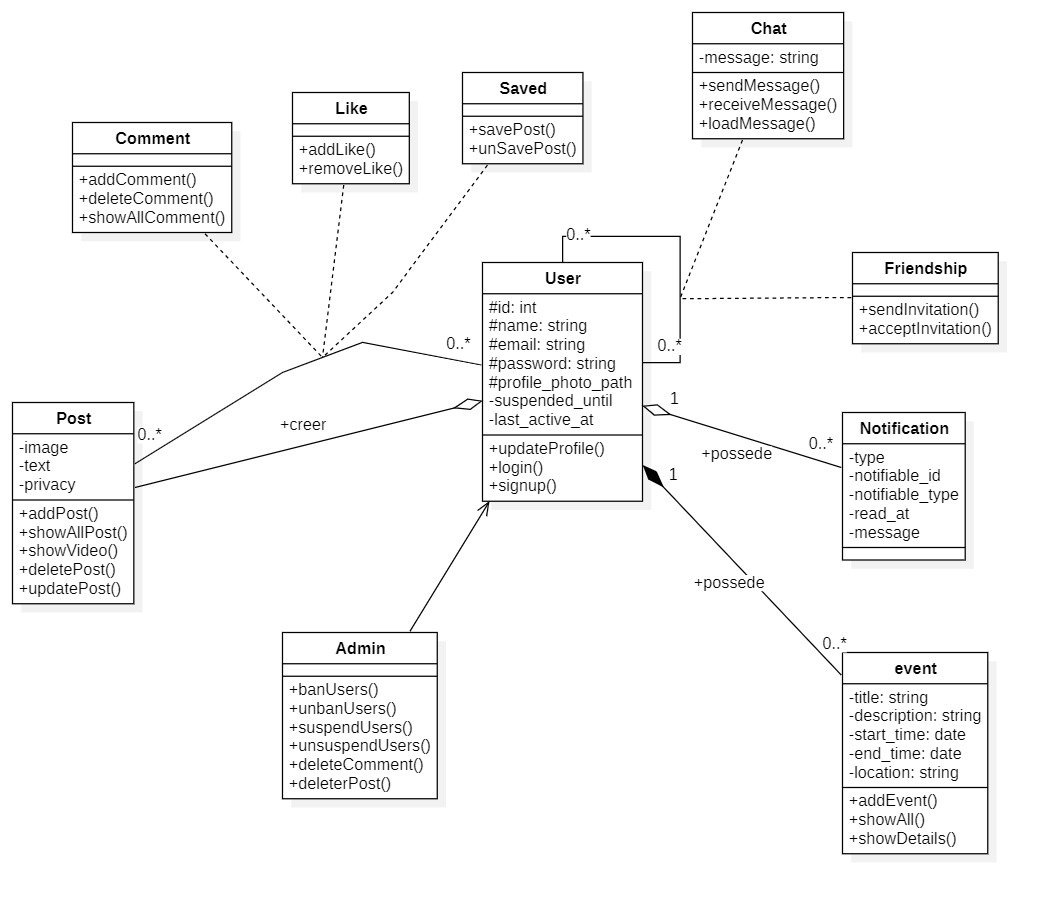 Chat
-message: string
+sendMessage()
+receiveMessage()
+loadMessage()
Saved
+savePost()
+unSavePost()
Like
+addLike()
+removeLike()
Comment
+addComment()
+deleteComment()
+showAllComment()
0..*
Friendship
+sendInvitation()
+acceptInvitation()
User
#id: int
#name: string
#email: string
#password: string
#profile_photo_path
-suspended_until
-last_active_at
+updateProfile()
+login()
+signup()
0..*
0..*
1
+creer
0..*
Post
-image
-text
-privacy
+addPost()
+showAllPost()
+showVideo()
+deletePost()
+updatePost()
0..*
+possede
Notification
-type
-notifiable_id
-notifiable_type
-read_at
-message
1
+possede
0..*
Admin
+banUsers()
+unbanUsers()
+suspendUsers()
+unsuspendUsers()
+deleteComment()
+deleterPost()
event
-title: string
-description: string
-start_time: date
-end_time: date
-location: string
+addEvent()
+showAll()
+showDetails()